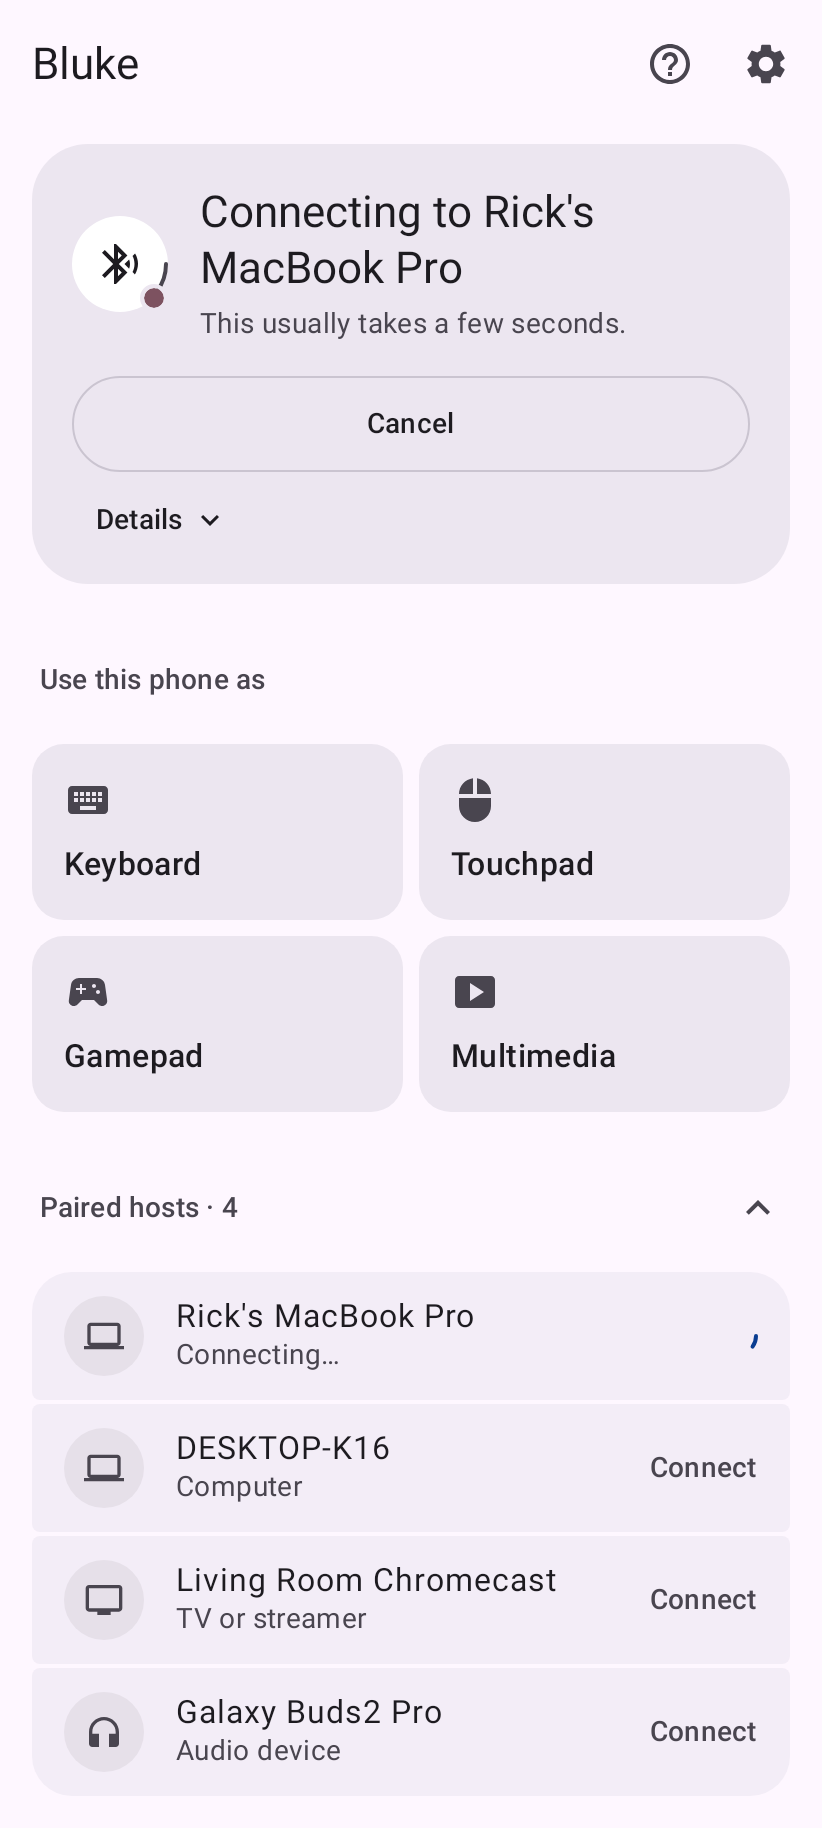 Bluke
Connecting to Rick's
MacBook Pro
This usually takes a few seconds.
Cancel
Details
Use this phone as
Keyboard
Touchpad
Gamepad
Multimedia
Paired hosts · 4
Rick's MacBook Pro
Connecting…
DESKTOP-K16
Computer
Connect
Living Room Chromecast
TV or streamer
Connect
Galaxy Buds2 Pro
Audio device
Connect